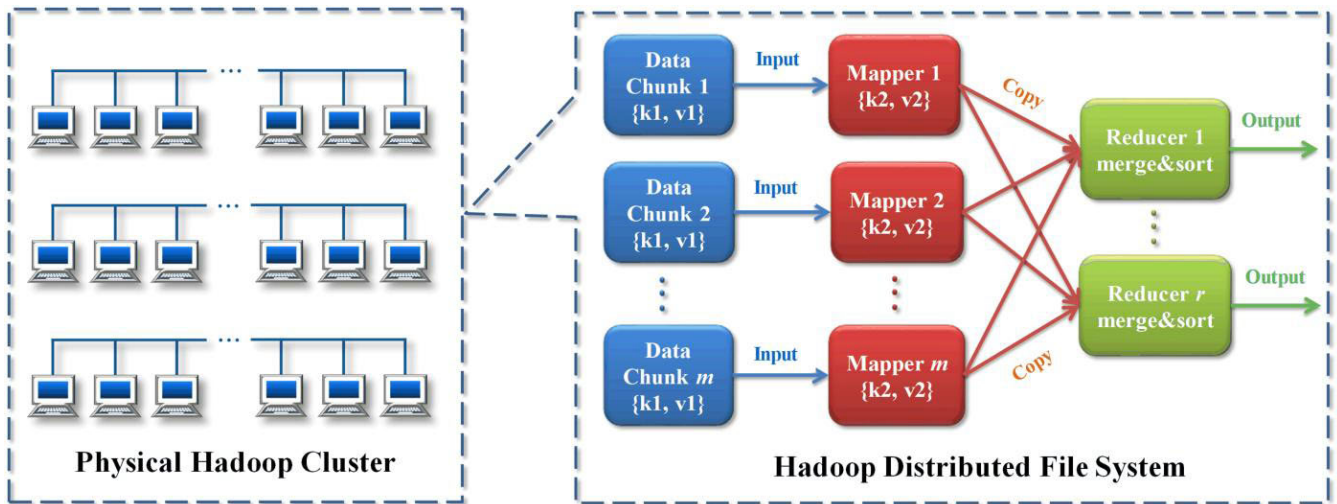 Data
Chunk 1
{k1, v1}
Input
Mapper 1
{k2, v2}
Copy
Reducer 1
merge&sort
Output
Data
Chunk 2
{k1, v1}
Input
Mapper 2
{k2, v2}
Reducer r
merge&sort
Output
Data
Chunk m
{k1, v1}
Input
Mapper m
{k2, v2}
Copy
Physical Hadoop Cluster
Hadoop Distributed File System